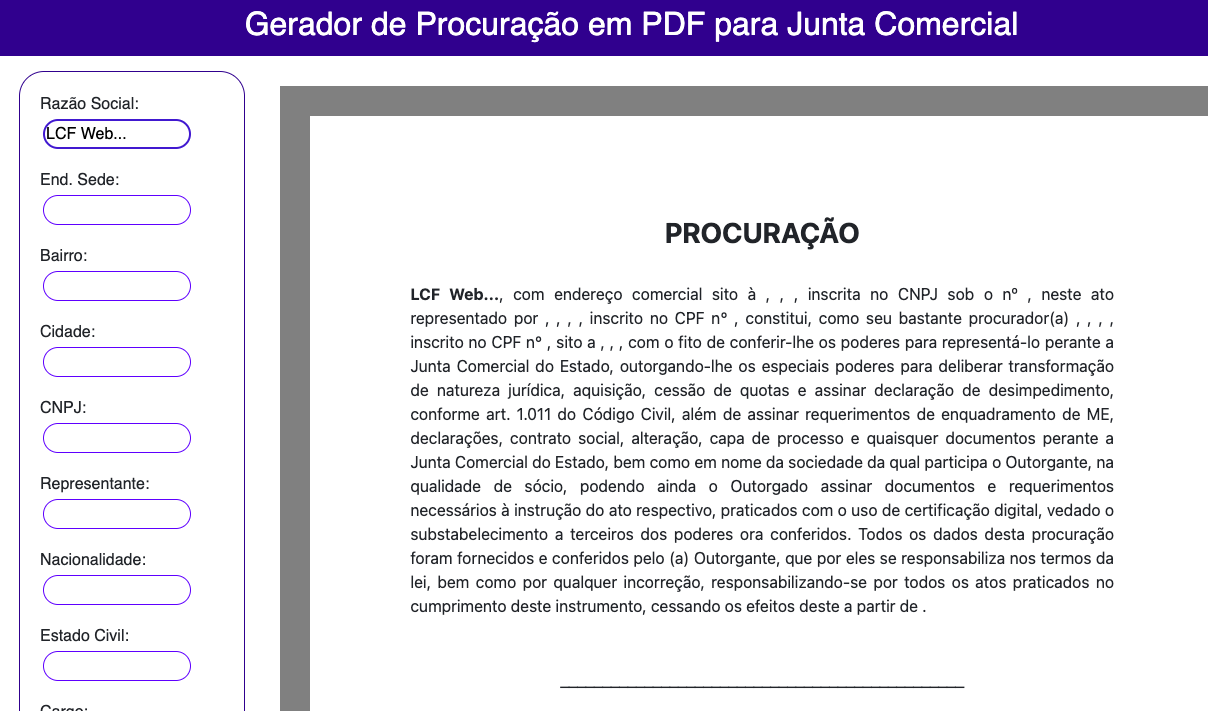 Gerador de Procuração em PDF para Junta Comercial
Razão Social:
LCF Web...
End. Sede:
Bairro:
Cidade:
CNPJ:
Representante:
Nacionalidade:
Estado Civil:
Cargo:
PROCURAÇÃO
LCF Web..., com endereço comercial sito à , , , inscrita no CNPJ sob o nº , neste ato
representado por , , , , inscrito no CPF nº , constitui, como seu bastante procurador(a) , , , ,
inscrito no CPF nº , sito a , , , com o fito de conferir-lhe os poderes para representá-lo perante a
Junta Comercial do Estado, outorgando-lhe os especiais poderes para deliberar transformação
de natureza jurídica, aquisição, cessão de quotas e assinar declaração de desimpedimento,
conforme art. 1.011 do Código Civil, além de assinar requerimentos de enquadramento de ME,
declarações, contrato social, alteração, capa de processo e quaisquer documentos perante a
Junta Comercial do Estado, bem como em nome da sociedade da qual participa o Outorgante, na
qualidade de sócio, podendo ainda o Outorgado assinar documentos e requerimentos
necessários à instrução do ato respectivo, praticados com o uso de certificação digital, vedado o
substabelecimento a terceiros dos poderes ora conferidos. Todos os dados desta procuração
foram fornecidos e conferidos pelo (a) Outorgante, que por eles se responsabiliza nos termos da
lei, bem como por qualquer incorreção, responsabilizando-se por todos os atos praticados no
cumprimento deste instrumento, cessando os efeitos deste a partir de .